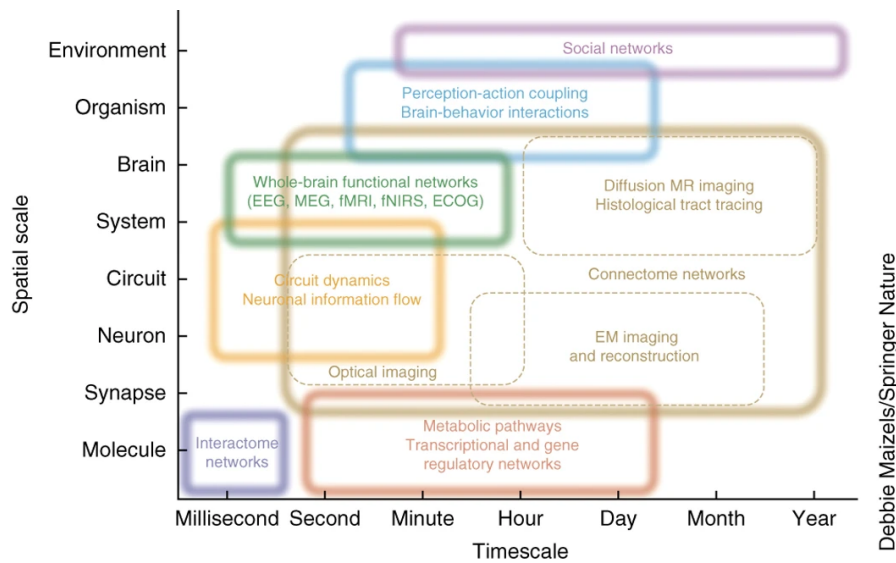 Environment
Social networks
Organism
Perception-action coupling
Brain-behavior interactions
Brain
Whole-brain functional networks
(EEG, MEG, fMRI, fNIRS, ECOG)
Diffusion MR imaging
Histological tract tracing
System
Circuit
Circuit dynamics
Neuronal information flow
Connectome networks
Neuron
EM imaging
and reconstruction
Optical imaging
Synapse
Molecule
Interactome
networks
Metabolic pathways
Transcriptional and gene
regulatory networks
Spatial scale
Millisecond Second Minute Hour Day Month Year
Timescale
Debbie Maizels/Springer Nature